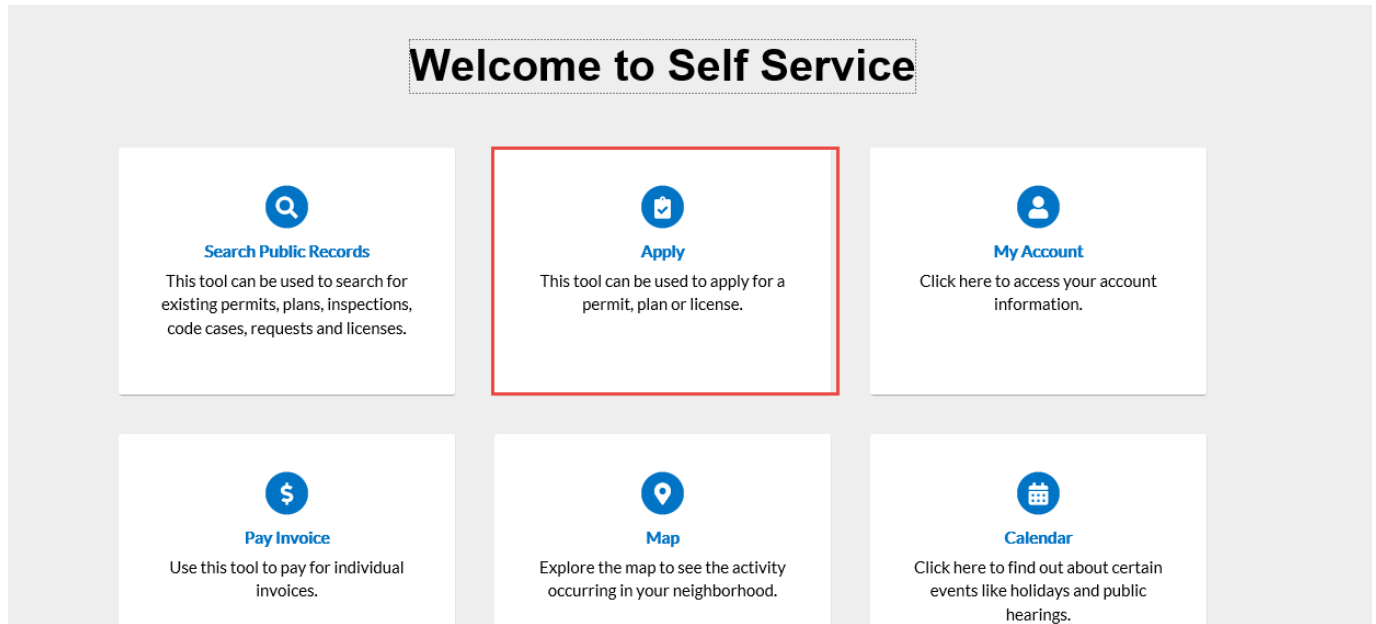 Welcome to Self Service
Search Public Records
This tool can be used to search for
existing permits, plans, inspections,
code cases, requests and licenses.
Apply
This tool can be used to apply for a
permit, plan or license.
My Account
Click here to access your account
information.
Pay Invoice
Use this tool to pay for individual
invoices.
Map
Explore the map to see the activity
occurring in your neighborhood.
Calendar
Click here to find out about certain
events like holidays and public
hearings.